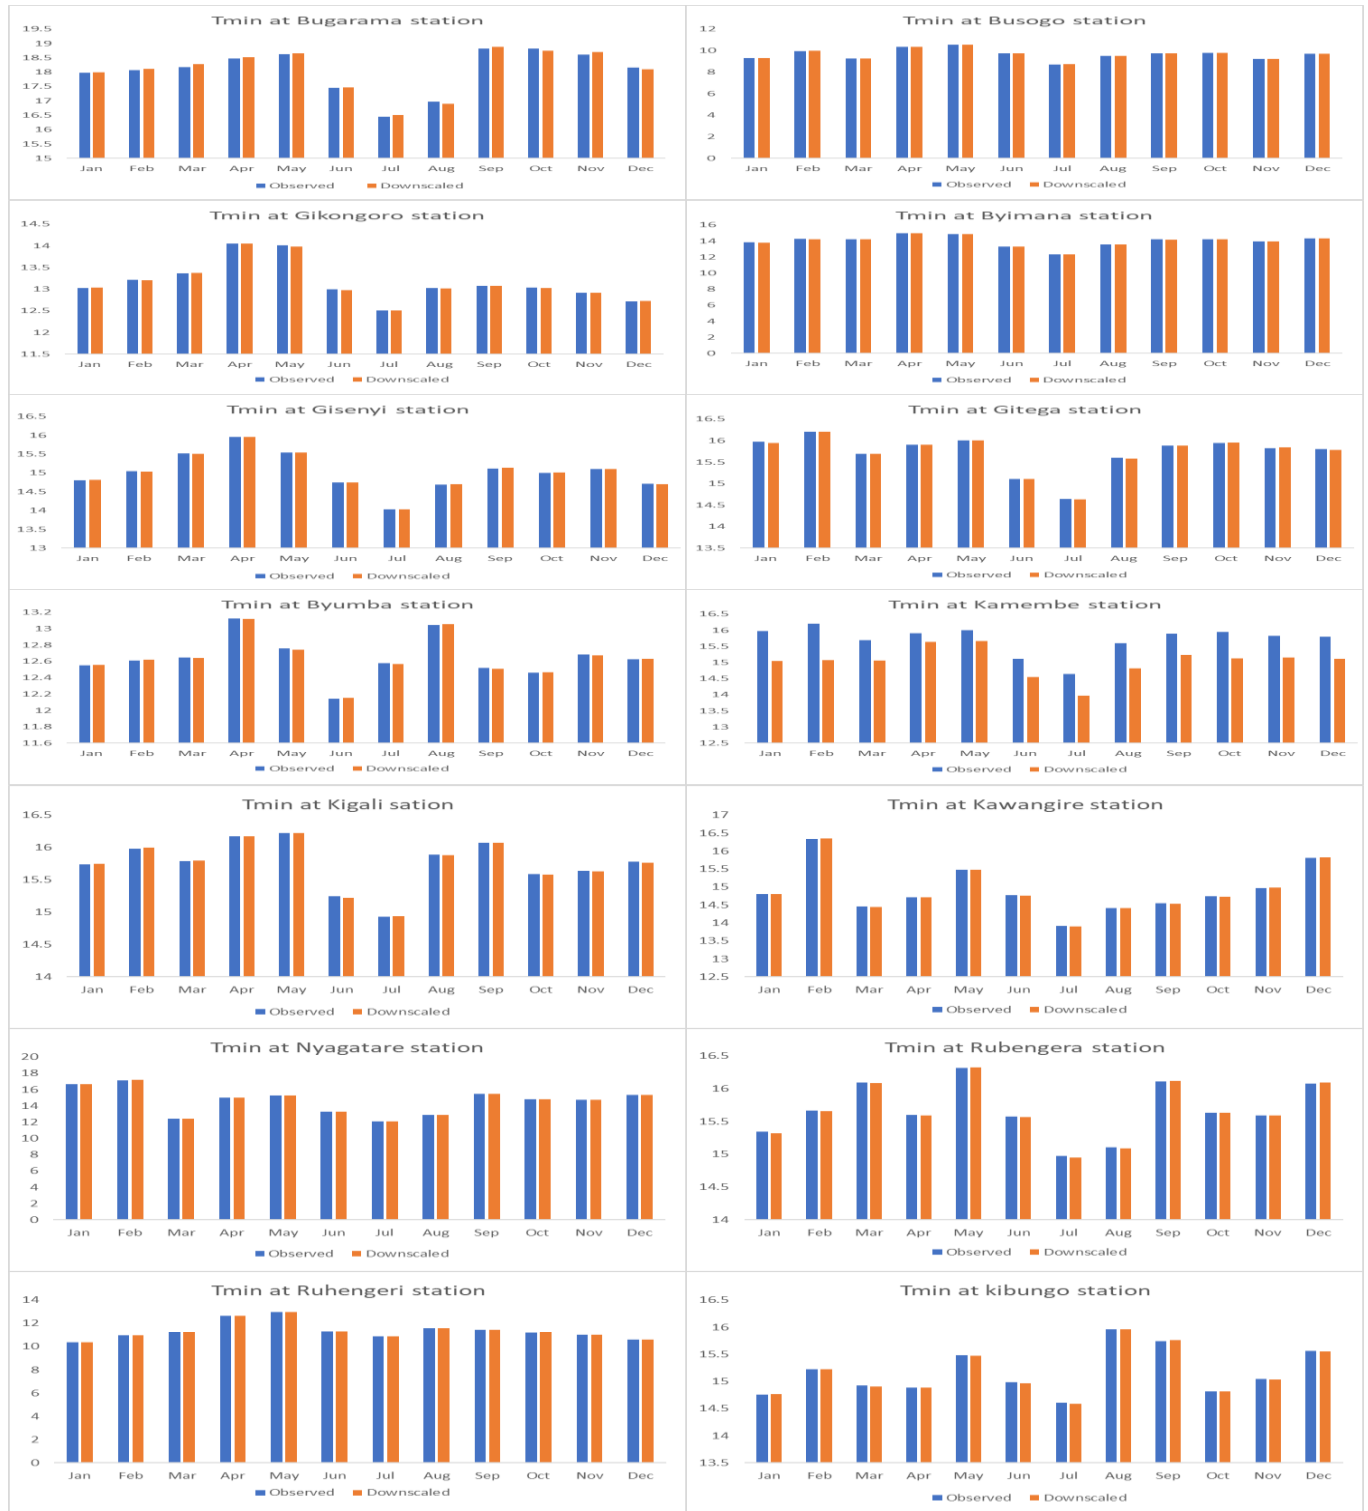 Tmin at Bugarama station
19.5
19
18.5
18
17.5
17
16.5
16
15.5
15
Jan Feb Mar Apr May Jun Jul Aug Sep Oct Nov Dec
Observed Downscaled
Tmin at Busogo station
12
10
8
6
4
2
0
Jan Feb Mar Apr May Jun Jul Aug Sep Oct Nov Dec
Observed Downscaled
Tmin at Gikongoro station
14.5
14
13.5
13
12.5
12
11.5
Jan Feb Mar Apr May Jun Jul Aug Sep Oct Nov Dec
Observed Downscaled
Tmin at Byimana station
16
14
12
10
8
6
4
2
0
Jan Feb Mar Apr May Jun Jul Aug Sep Oct Nov Dec
Observed Downscaled
Tmin at Gisenyi station
16.5
16
15.5
15
14.5
14
13.5
13
Jan Feb Mar Apr May Jun Jul Aug Sep Oct Nov Dec
Observed Downscaled
Tmin at Gitega station
16.5
16
15.5
15
14.5
14
13.5
Jan Feb Mar Apr May Jun Jul Aug Sep Oct Nov Dec
Observed Downscaled
Tmin at Byumba station
13.2
13
12.8
12.6
12.4
12.2
12
11.8
11.6
Jan Feb Mar Apr May Jun Jul Aug Sep Oct Nov Dec
Observed Downscaled
Tmin at Kamembe station
16.5
16
15.5
15
14.5
14
13.5
13
12.5
Jan Feb Mar Apr May Jun Jul Aug Sep Oct Nov Dec
Observed Downscaled
Tmin at Kigali sation
16.5
16
15.5
15
14.5
14
Jan Feb Mar Apr May Jun Jul Aug Sep Oct Nov Dec
Observed Downscaled
Tmin at Kawangire station
17
16.5
16
15.5
15
14.5
14
13.5
13
12.5
Jan Feb Mar Apr May Jun Jul Aug Sep Oct Nov Dec
Observed Downscaled
Tmin at Nyagatare station
20
18
16
14
12
10
8
6
4
2
0
Jan Feb Mar Apr May Jun Jul Aug Sep Oct Nov Dec
Observed Downscaled
Tmin at Rubengera station
16.5
16
15.5
15
14.5
14
Jan Feb Mar Apr May Jun Jul Aug Sep Oct Nov Dec
Observed Downscaled
Tmin at Ruhengeri station
14
12
10
8
6
4
2
0
Jan Feb Mar Apr May Jun Jul Aug Sep Oct Nov Dec
Observed Downscaled
Tmin at kibungo station
16.5
16
15.5
15
14.5
14
13.5
Jan Feb Mar Apr May Jun Jul Aug Sep Oct Nov Dec
Observed Downscaled